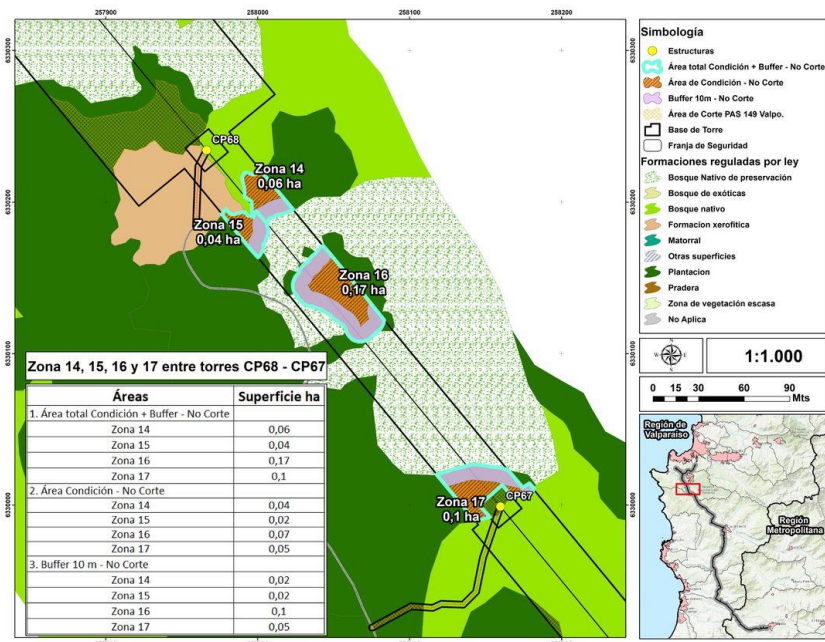 257900 258000 258100 258200
6330300 6330300
CP68
Zona 14
0,06 ha
6330200 6330200
Zona 15
0,04 ha
Zona 16
0,17 ha
6330100 6330100
Zona 17
0,1 ha
CP67
6330000 6330000
257900 258000 258100 258200
Zona 14, 15, 16 y 17 entre torres CP68 - CP67
Áreas Superficie ha
1. Área total Condición + Buffer - No Corte
Zona 14 0,06
Zona 15 0,04
Zona 16 0,17
Zona 17 0,1
2. Área Condición - No Corte
Zona 14 0,04
Zona 15 0,02
Zona 16 0,07
Zona 17 0,05
3. Buffer 10 m - No Corte
Zona 14 0,02
Zona 15 0,02
Zona 16 0,1
Zona 17 0,05
Simbología
Estructuras
Área total Condición + Buffer - No Corte
Área de Condición - No Corte
Buffer 10m - No Corte
Área de Corte PAS 149 Valpo.
Base de Torre
Franja de Seguridad
Formaciones reguladas por ley
Bosque Nativo de preservación
Bosque de exóticas
Bosque nativo
Formacion xerofitica
Matorral
Otras superficies
Plantacion
Pradera
Zona de vegetación escasa
No Aplica
N
W E
S
1:1.000
0 15 30 60 90
Mts
Región de
Valparaíso
Región
Metropolitana